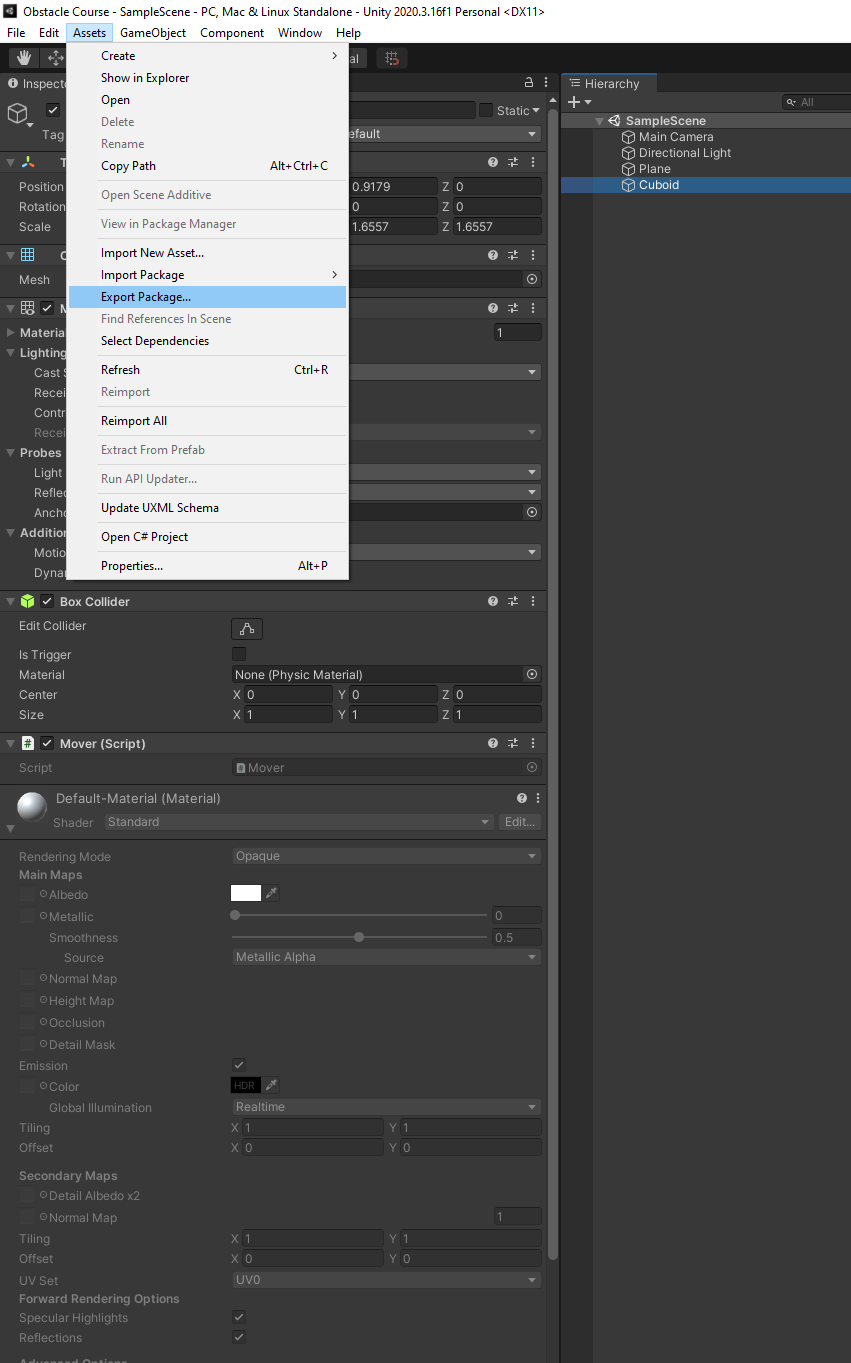 Obstacle Course - SampleScene - PC, Mac & Linux Standalone - Unity 2020.3.16f1 Personal <DX11>
File Edit Assets GameObject Component Window Help
Create
Show in Explorer
Open
Delete
Rename
Copy Path Alt+Ctrl+C
Open Scene Additive
View in Package Manager
Import New Asset...
Import Package
Export Package...
Find References In Scene
Select Dependencies
Refresh Ctrl+R
Reimport
Reimport All
Extract From Prefab
Run API Updater...
Update UXML Schema
Open C# Project
Properties... Alt+P
al
Inspecto
Static
Tag efault
T
Position 0.9179 Z 0
Rotation 0 Z 0
Scale 1.6557 Z 1.6557
Mesh
Material 1
Lighting
Cast S
Recei
Contr
Recei
Probes
Light
Reflec
Ancho
Addition
Motio
Dynam
Box Collider
Edit Collider
Is Trigger
Material None (Physic Material)
Center X 0 Y 0 Z 0
Size X 1 Y 1 Z 1
# Mover (Script)
Script # Mover
Default-Material (Material)
Shader Standard Edit...
Rendering Mode Opaque
Main Maps
Albedo
Metallic 0
Smoothness 0.5
Source Metallic Alpha
Normal Map
Height Map
Occlusion
Detail Mask
Emission
Color HDR
Global Illumination Realtime
Tiling X 1 Y 1
Offset X 0 Y 0
Secondary Maps
Detail Albedo x2
Normal Map 1
Tiling X 1 Y 1
Offset X 0 Y 0
UV Set UV0
Forward Rendering Options
Specular Highlights
Reflections
Advanced Options
Hierarchy
All
SampleScene
Main Camera
Directional Light
Plane
Cuboid